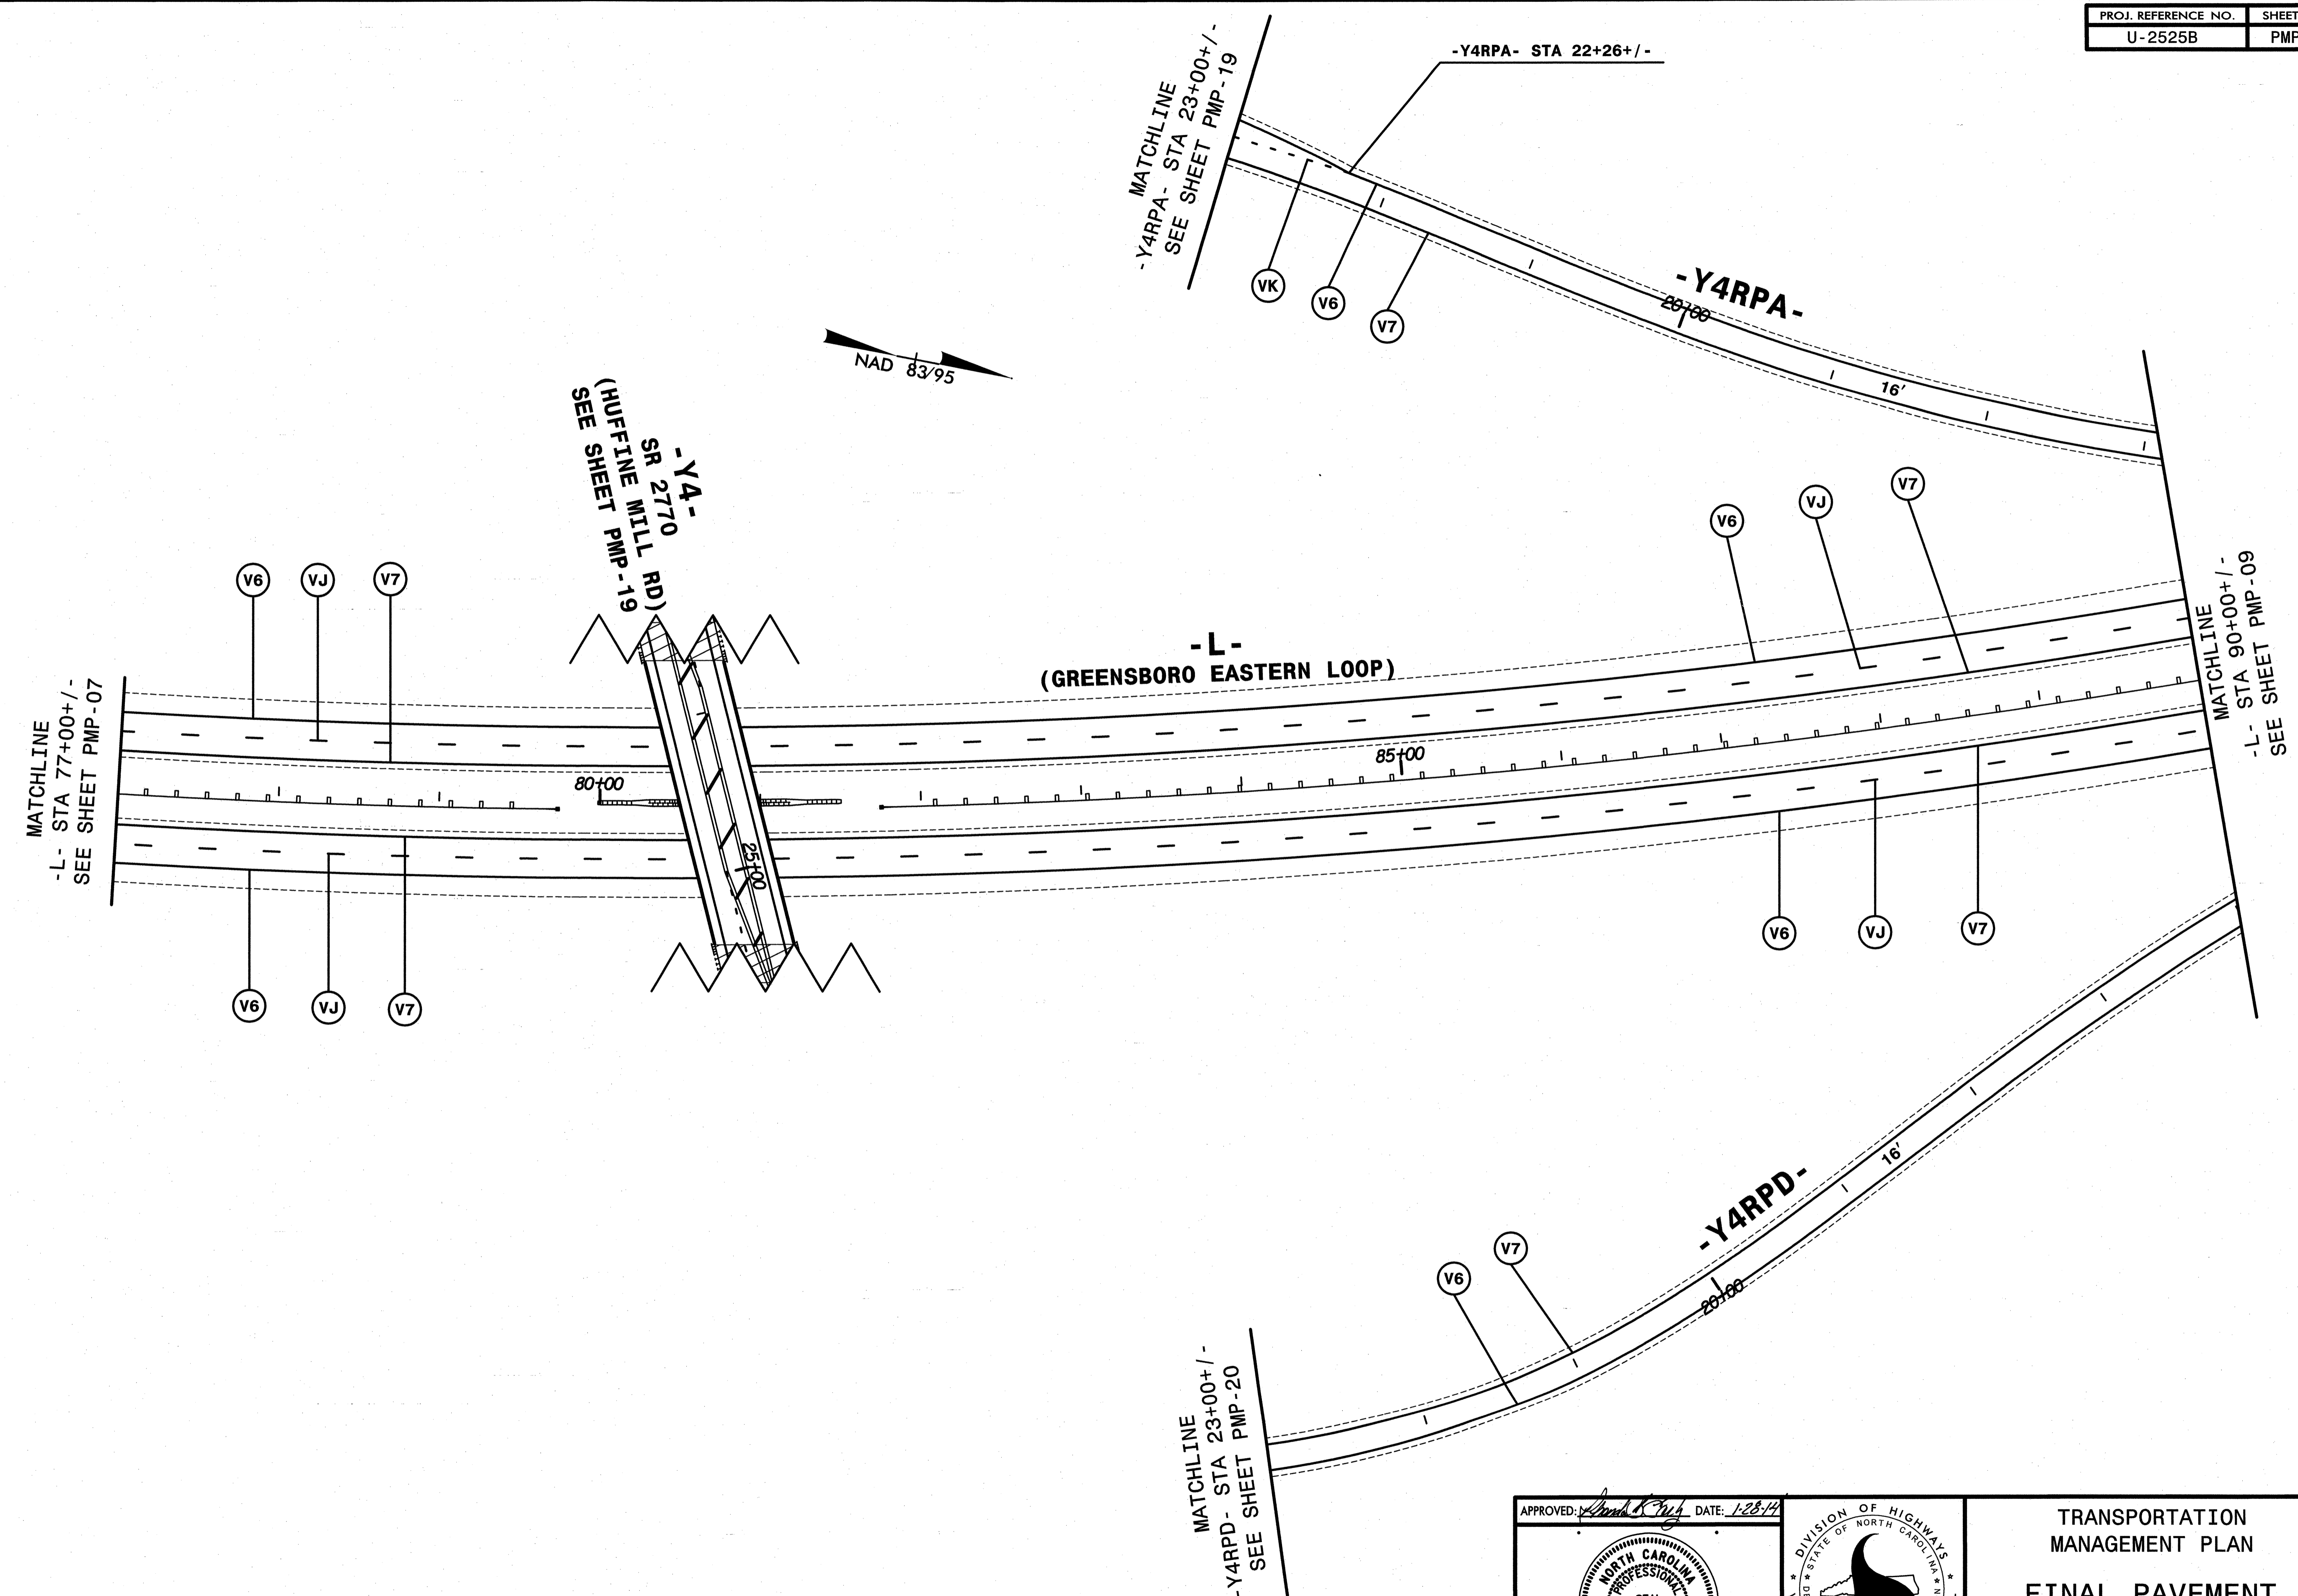 PROJ. REFERENCE NO.
SHEET
U-2525B
PMP
-Y4RPA- STA 22+26+/-
MATCHLINE
-Y4RPA- STA 23+00+/-
SEE SHEET PMP-19
VK
V6
V7
-Y4RPA-
20+00
16'
NAD 83/95
-Y4-
SR 2770
(HUFFINE MILL RD)
SEE SHEET PMP-19
V6
VJ
V7
V6
VJ
V7
-L-
(GREENSBORO EASTERN LOOP)
MATCHLINE
-L- STA 77+00+/-
SEE SHEET PMP-07
80+00
85+00
25+00
MATCHLINE
-L- STA 90+00+/-
SEE SHEET PMP-09
V6
VJ
V7
V6
VJ
V7
-Y4RPD-
16'
20+00
V6
V7
MATCHLINE
-Y4RPD- STA 23+00+/-
SEE SHEET PMP-20
APPROVED:
DATE: 1-28-14
NORTH CAROLINA
PROFESSIONAL
DIVISION OF HIGHWAYS
STATE OF NORTH CAROLINA
TRANSPORTATION
MANAGEMENT PLAN
FINAL PAVEMENT